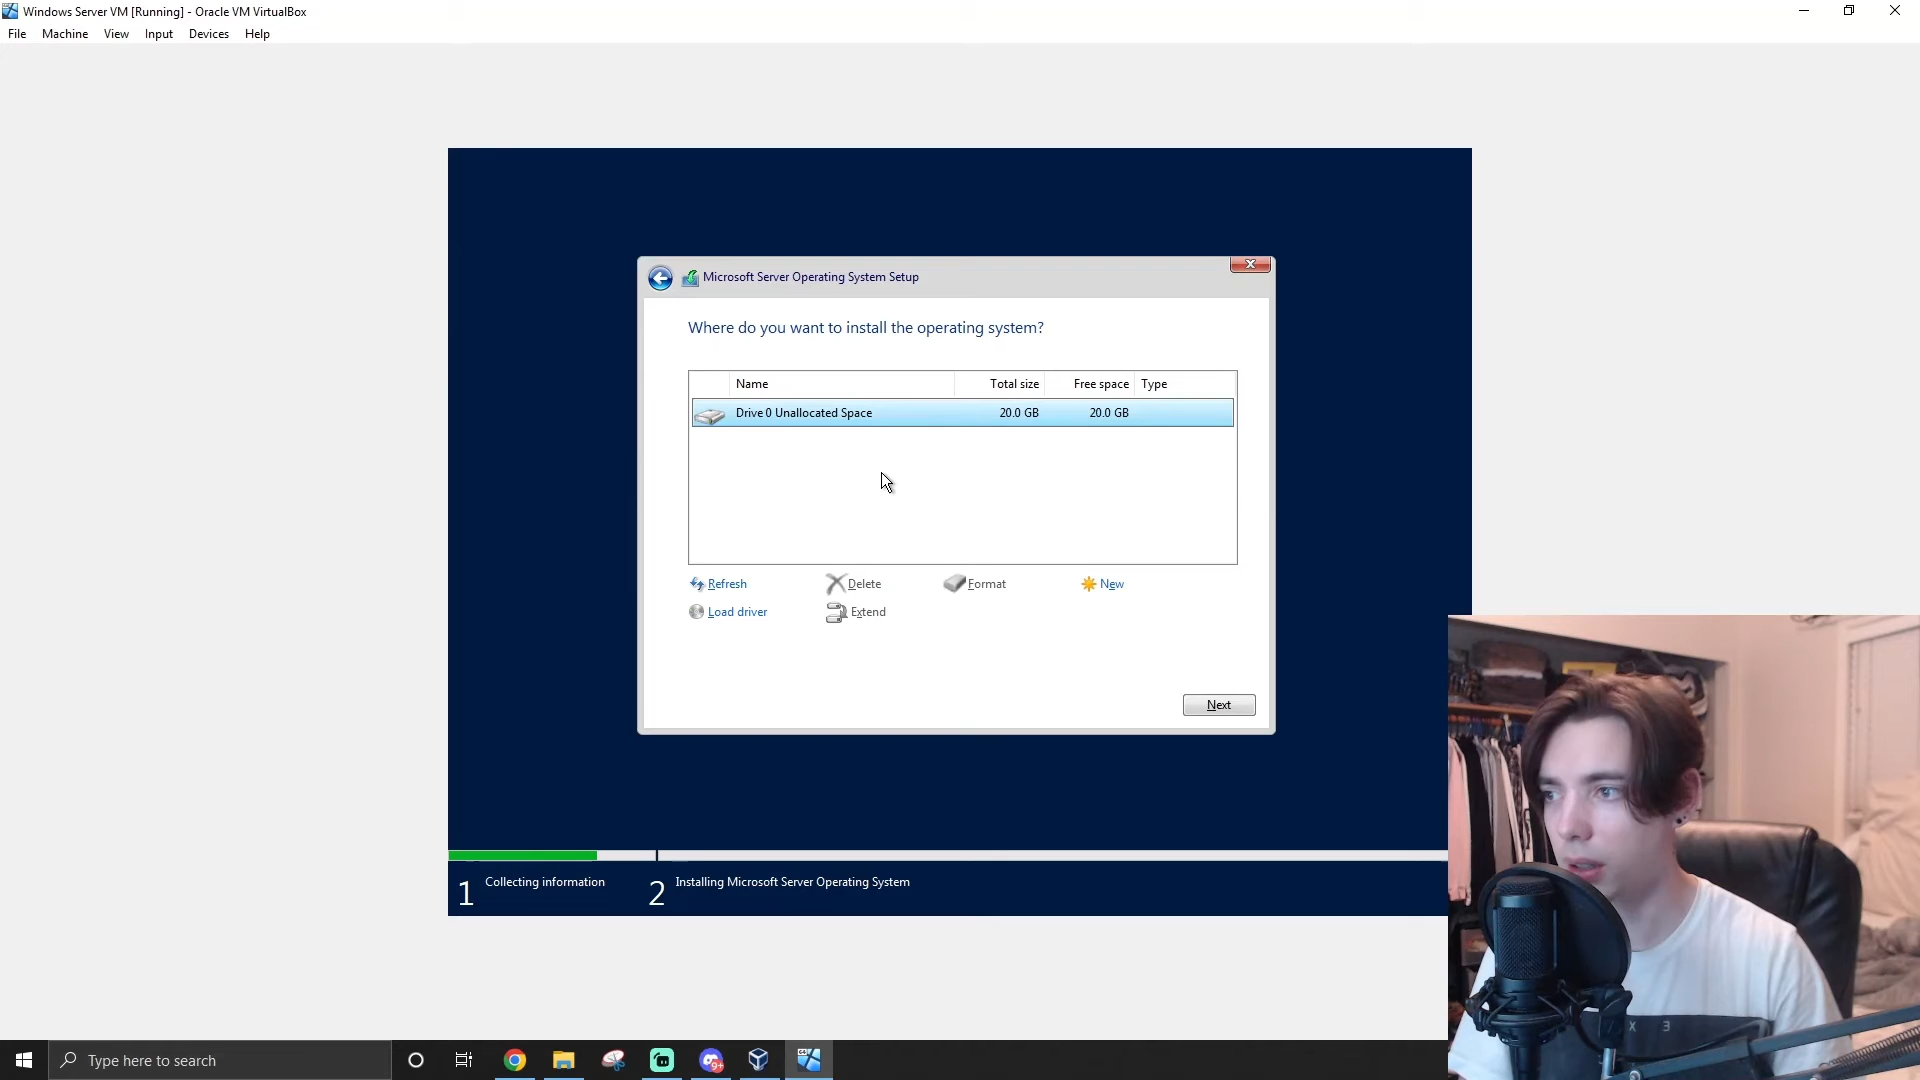 Windows Server VM [Running] - Oracle VM VirtualBox
File Machine View Input Devices Help
Microsoft Server Operating System Setup
Where do you want to install the operating system?
Name Total size Free space Type
Drive 0 Unallocated Space 20.0 GB 20.0 GB
Refresh Delete Format New
Load driver Extend
Next
1 Collecting information 2 Installing Microsoft Server Operating System
X 3
Type here to search
9+
64